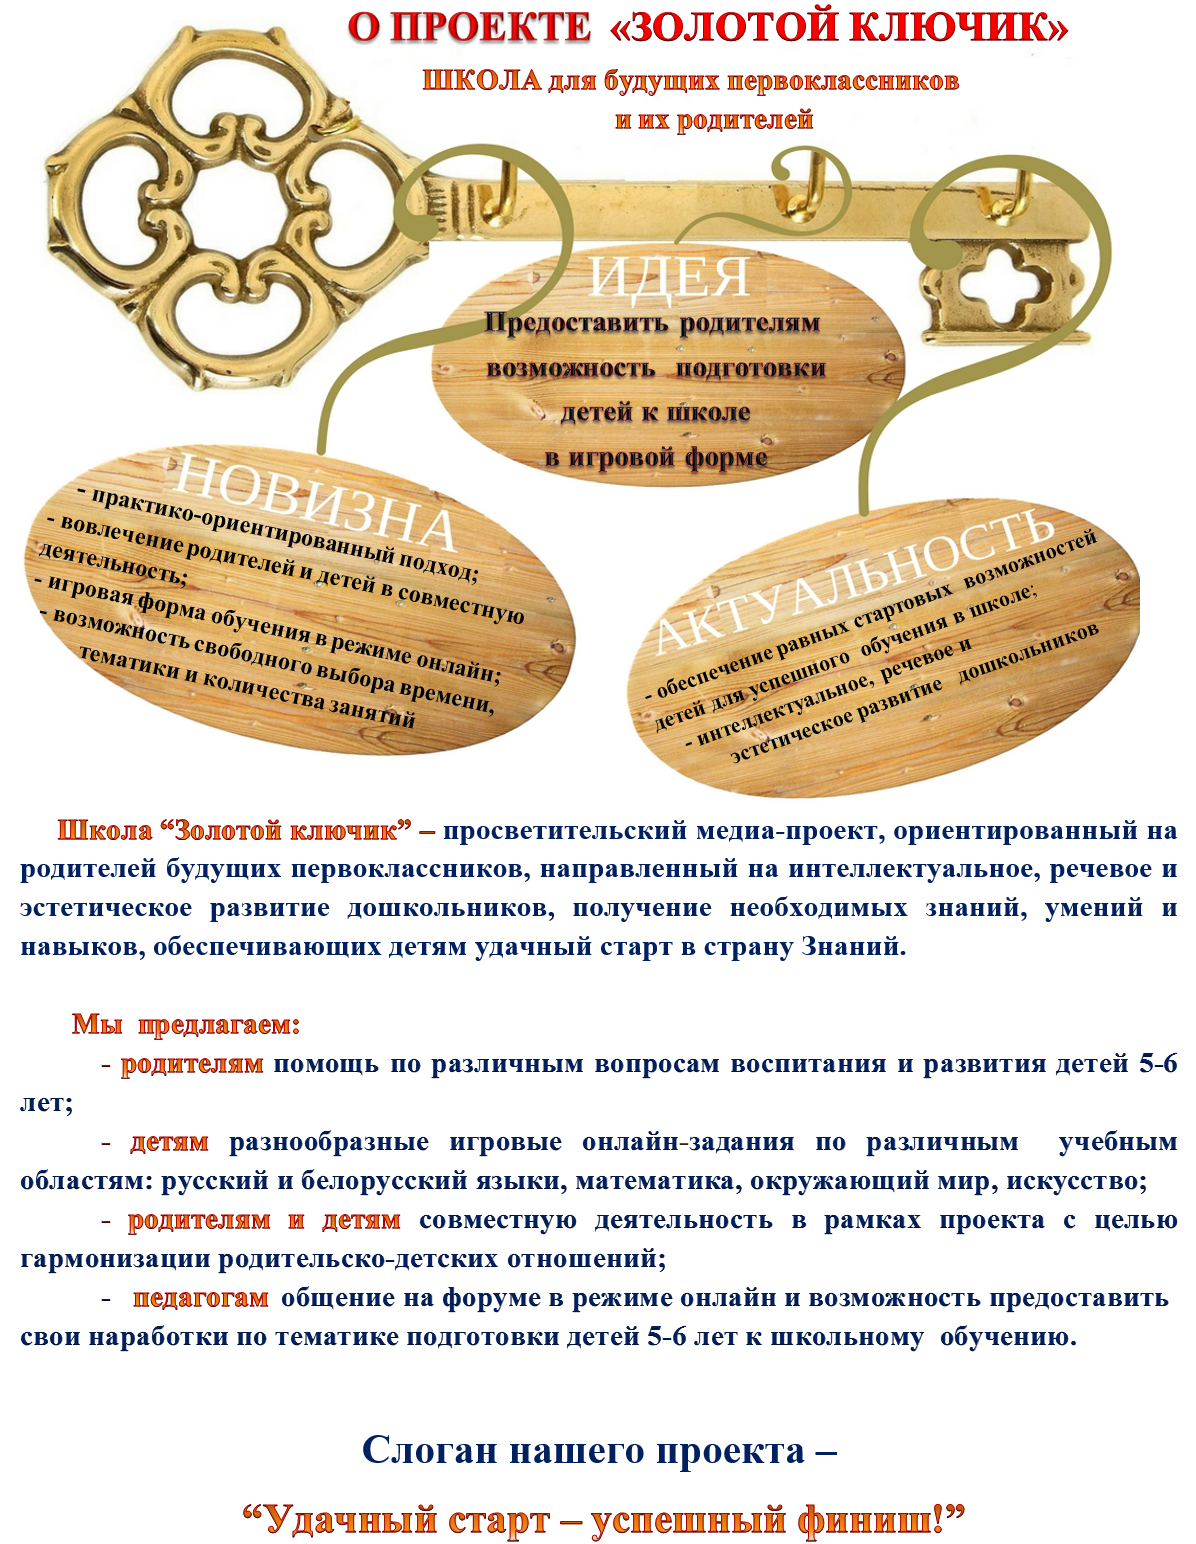 О ПРОЕКТЕ «ЗОЛОТОЙ КЛЮЧИК»
ШКОЛА для будущих первоклассников
и их родителей
ИДЕЯ
Предоставить родителям
возможность подготовки
детей к школе
в игровой форме
НОВИЗНА
- практико-ориентированный подход;
- вовлечение родителей и детей в совместную
деятельность;
- игровая форма обучения в режиме онлайн;
- возможность свободного выбора времени,
тематики и количества занятий
АКТУАЛЬНОСТЬ
- обеспечение равных стартовых возможностей
детей для успешного обучения в школе;
- интеллектуальное, речевое и
эстетическое развитие дошкольников
Школа “Золотой ключик” – просветительский медиа-проект, ориентированный на
родителей будущих первоклассников, направленный на интеллектуальное, речевое и
эстетическое развитие дошкольников, получение необходимых знаний, умений и
навыков, обеспечивающих детям удачный старт в страну Знаний.
Мы предлагаем:
- родителям помощь по различным вопросам воспитания и развития детей 5-6
лет;
- детям разнообразные игровые онлайн-задания по различным учебным
областям: русский и белорусский языки, математика, окружающий мир, искусство;
- родителям и детям совместную деятельность в рамках проекта с целью
гармонизации родительско-детских отношений;
- педагогам общение на форуме в режиме онлайн и возможность предоставить
свои наработки по тематике подготовки детей 5-6 лет к школьному обучению.
Слоган нашего проекта –
“Удачный старт – успешный финиш!”